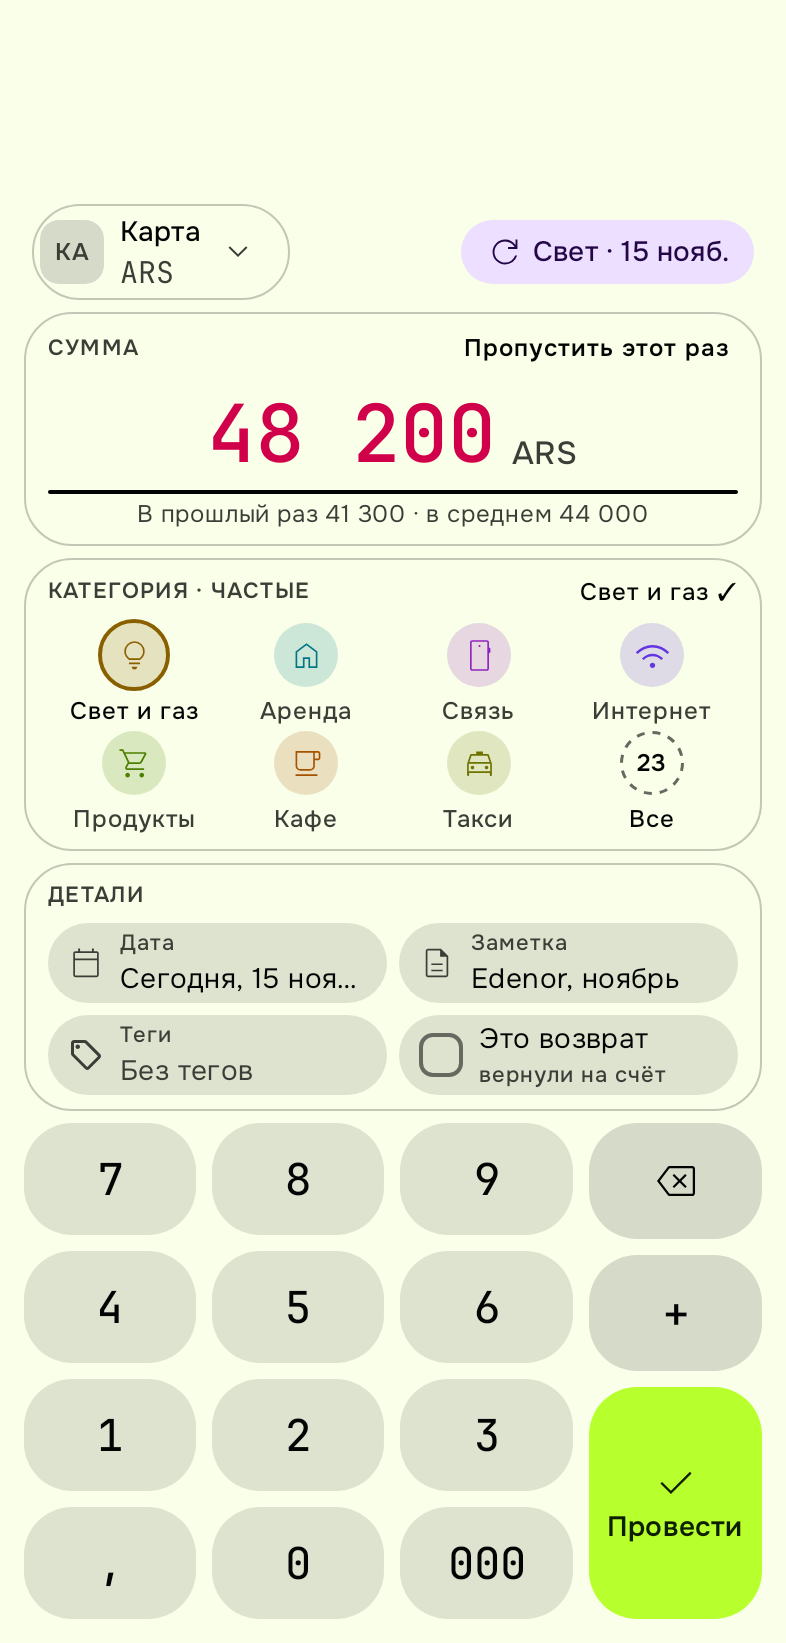 КА
Карта
ARS
Свет · 15 нояб.
СУММА
Пропустить этот раз
48 200 ARS
В прошлый раз 41 300 · в среднем 44 000
КАТЕГОРИЯ · ЧАСТЫЕ
Свет и газ ✓
Свет и газ
Аренда
Связь
Интернет
23
Продукты
Кафе
Такси
Все
ДЕТАЛИ
Дата
Сегодня, 15 ноя...
Заметка
Edenor, ноябрь
Теги
Без тегов
Это возврат
вернули на счёт
7 8 9
4 5 6 +
1 2 3
Провести
, 0 000